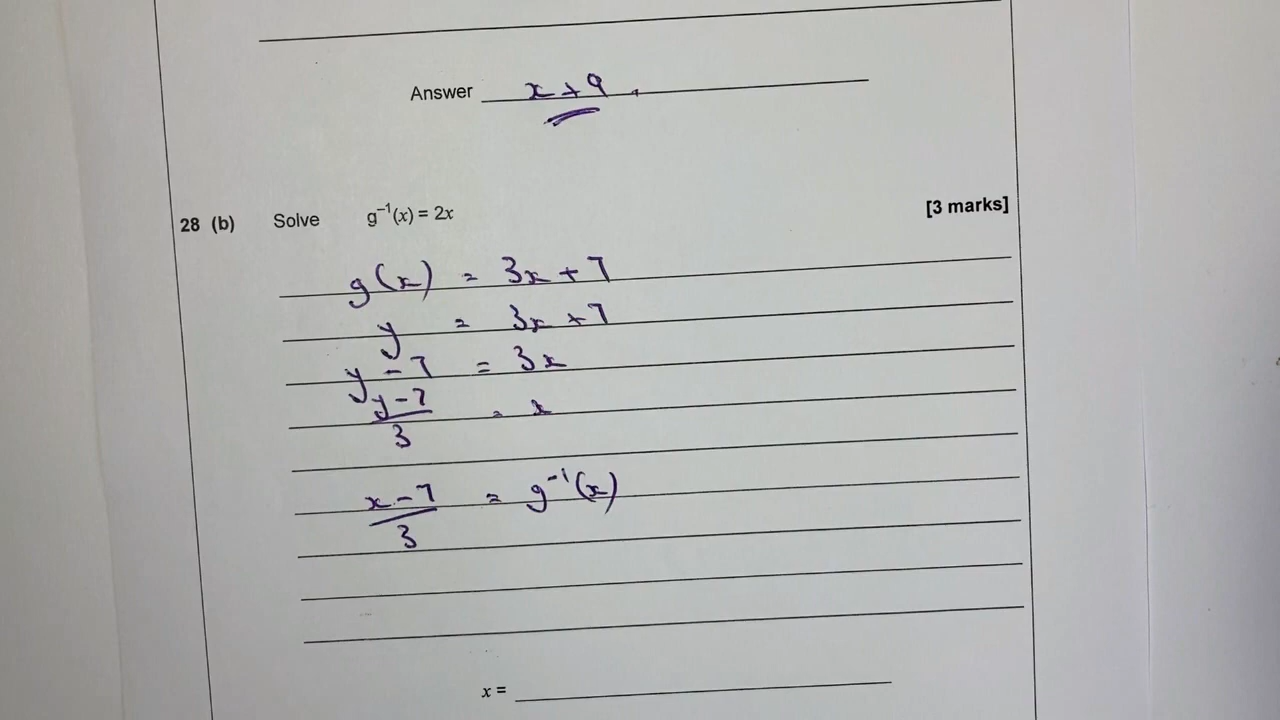 Answer x + 9
28 (b) Solve g⁻¹(x) = 2x [3 marks]
g(x) = 3x + 7
y = 3x + 7
y - 7 = 3x
y - 7 / 3 = x
x - 7 / 3 = g⁻¹(x)
x =